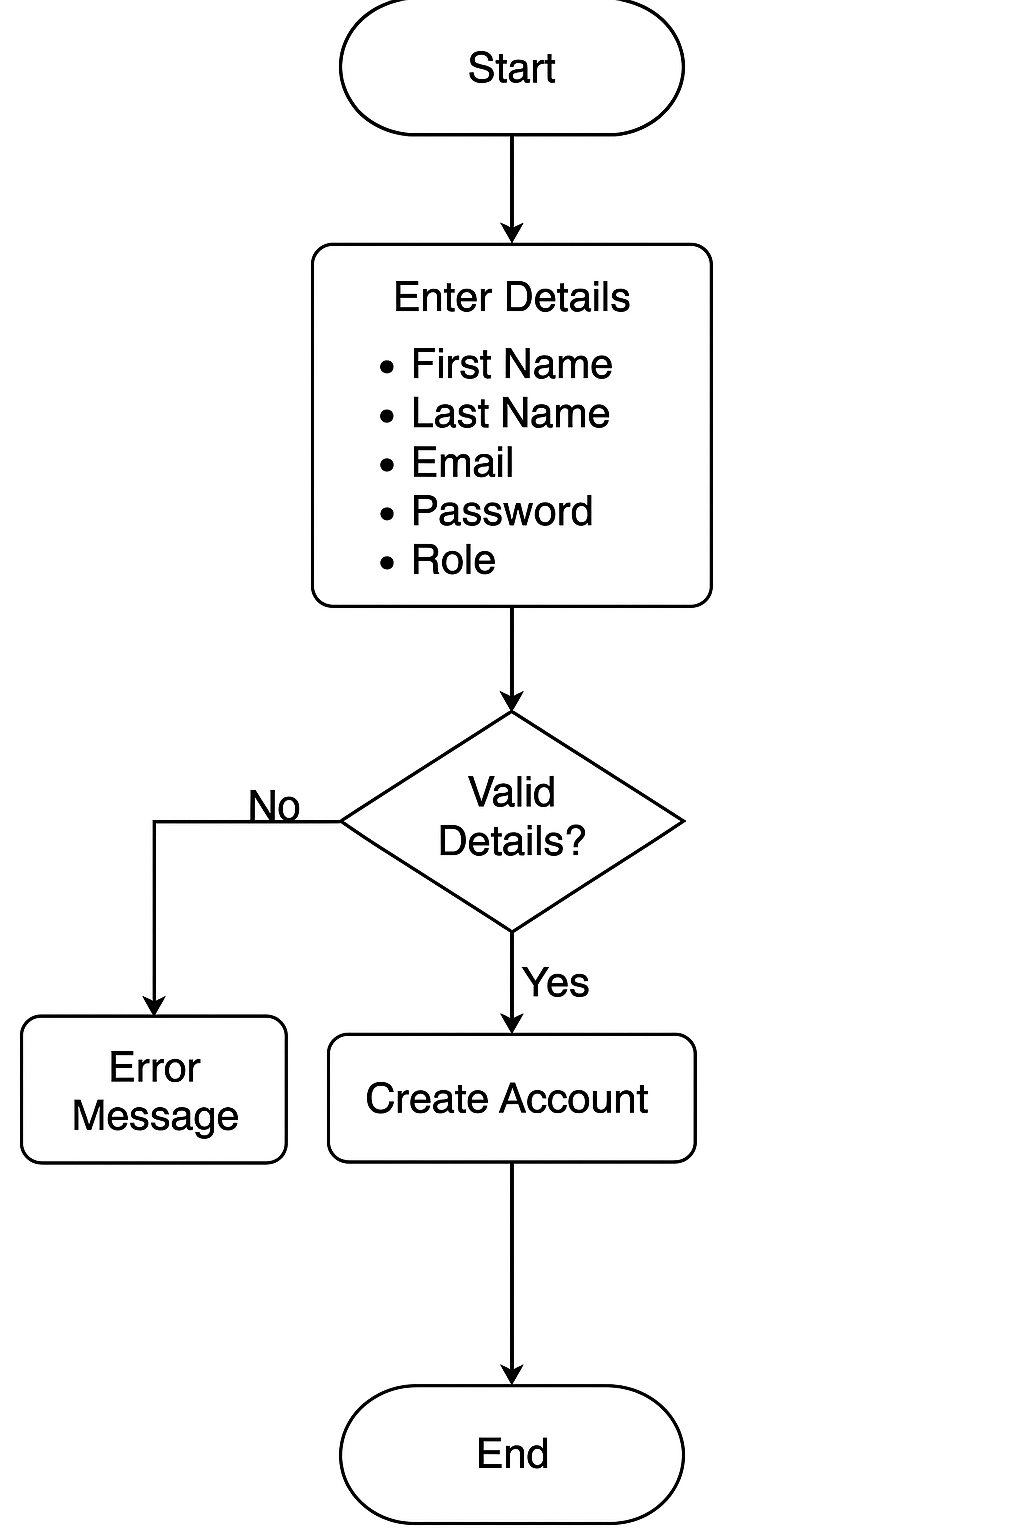 Start
Enter Details
• First Name
• Last Name
• Email
• Password
• Role
Valid
Details?
No
Yes
Error
Message
Create Account
End